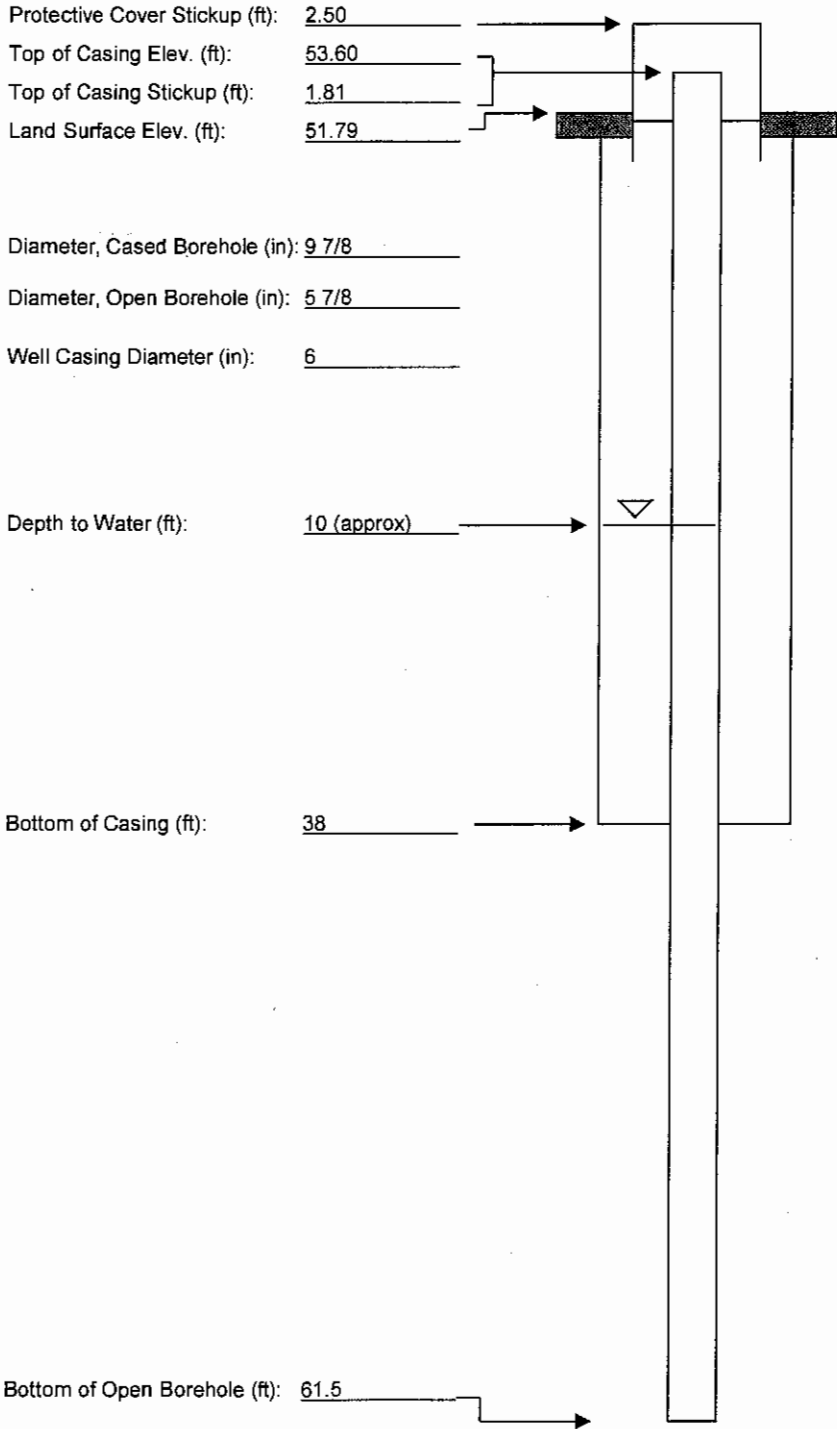 Protective Cover Stickup (ft): 2.50
Top of Casing Elev. (ft): 53.60
Top of Casing Stickup (ft): 1.81
Land Surface Elev. (ft): 51.79
Diameter, Cased Borehole (in): 9 7/8
Diameter, Open Borehole (in): 5 7/8
Well Casing Diameter (in): 6
Depth to Water (ft): 10 (approx)
Bottom of Casing (ft): 38
Bottom of Open Borehole (ft): 61.5